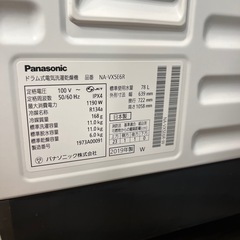 Panasonic
ドラム式電気洗濯乾燥機 品番 NA-VX5E6R
定格電圧 100 V
定格周波数 50/60 Hz
IPX4
最大消費電力 1190 W
冷媒名 R134a
冷媒量 168 g
標準洗濯容量 11.0 kg
標準脱水容量 11.0 kg
標準乾燥容量 6.0 kg
1973A00091
標準使用水量 78 L
外形寸法 幅 639 mm
奥行 722 mm
高さ 1058 mm
日本製
2019年製 W
パナソニック株式会社